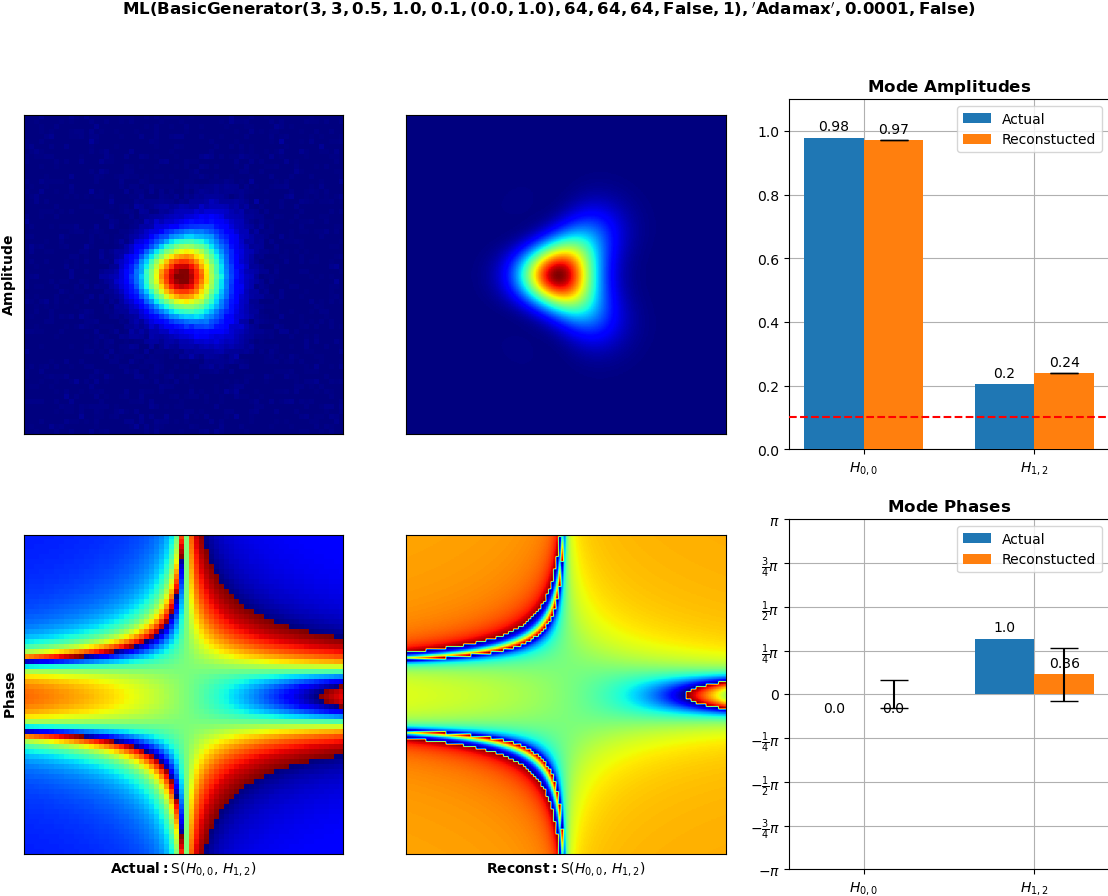 ML(BasicGenerator(3, 3, 0.5, 1.0, 0.1, (0.0, 1.0), 64, 64, 64, False, 1), ′Adamax′, 0.0001, False)
Amplitude
Mode Amplitudes
Actual
Reconstucted
0.98
0.97
0.2
0.24
1.0
0.8
0.6
0.4
0.2
0.0
H0,0
H1,2
Phase
Actual: S(H0,0, H1,2)
Reconst: S(H0,0, H1,2)
Mode Phases
Actual
Reconstucted
0.0
0.0
1.0
0.36
π
3/4π
1/2π
1/4π
0
−1/4π
−1/2π
−3/4π
−π
H0,0
H1,2